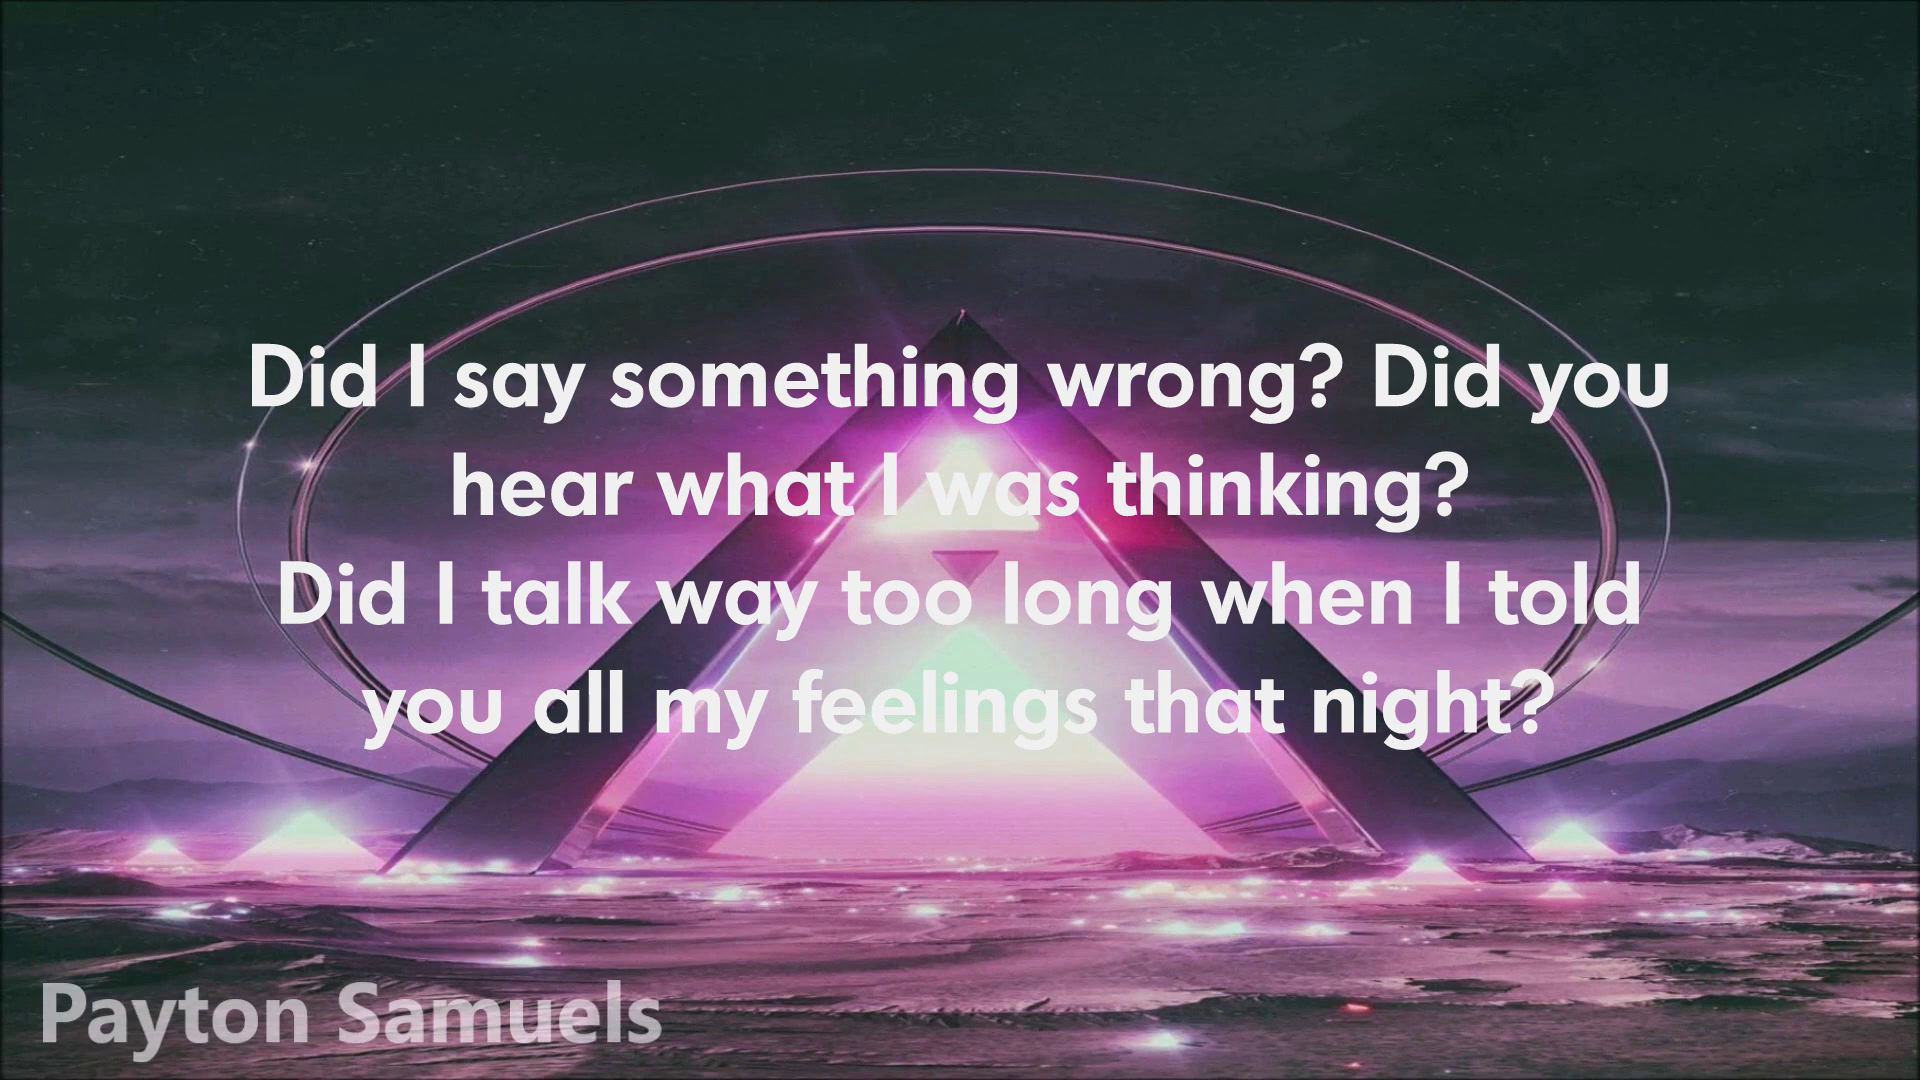 Did I say something wrong? Did you
hear what I was thinking?
Did I talk way too long when I told
you all my feelings that night?
Payton Samuels